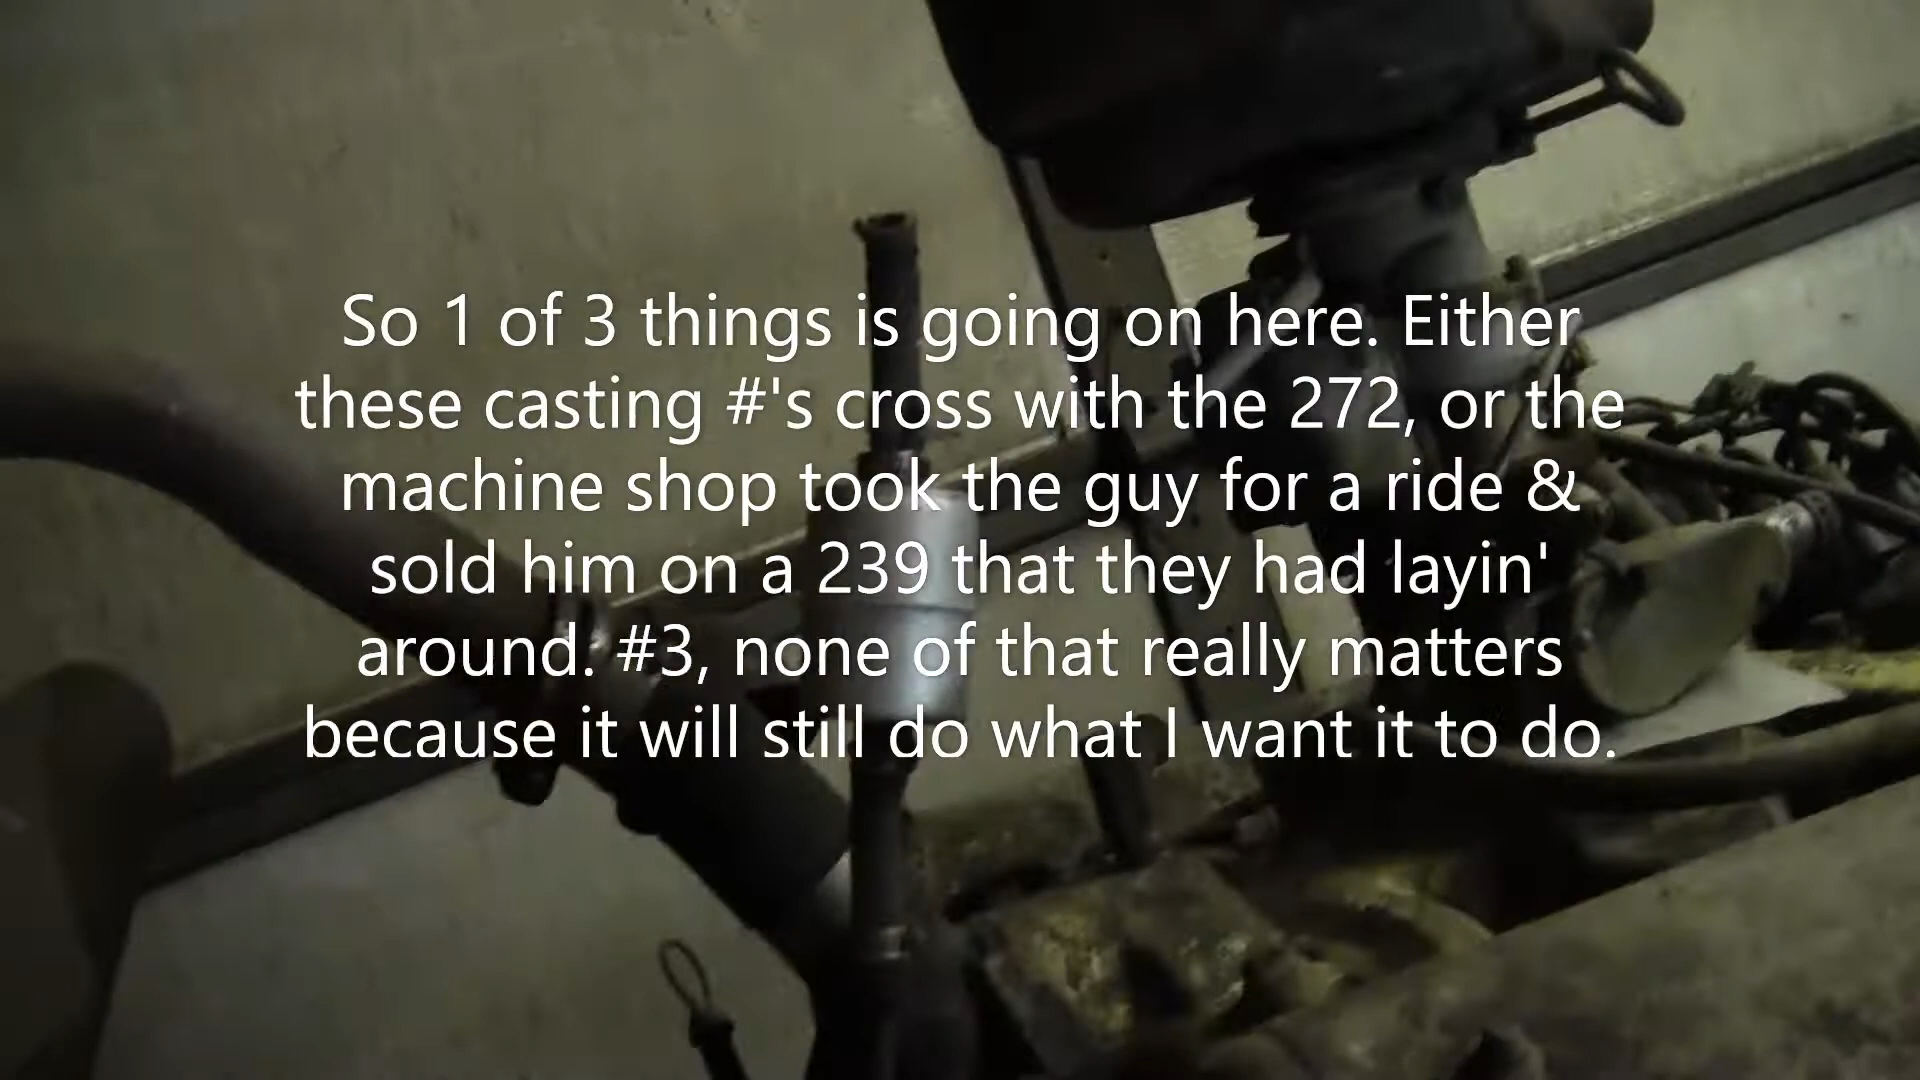 So 1 of 3 things is going on here. Either
these casting #'s cross with the 272, or the
machine shop took the guy for a ride &
sold him on a 239 that they had layin'
around. #3, none of that really matters
because it will still do what I want it to do.